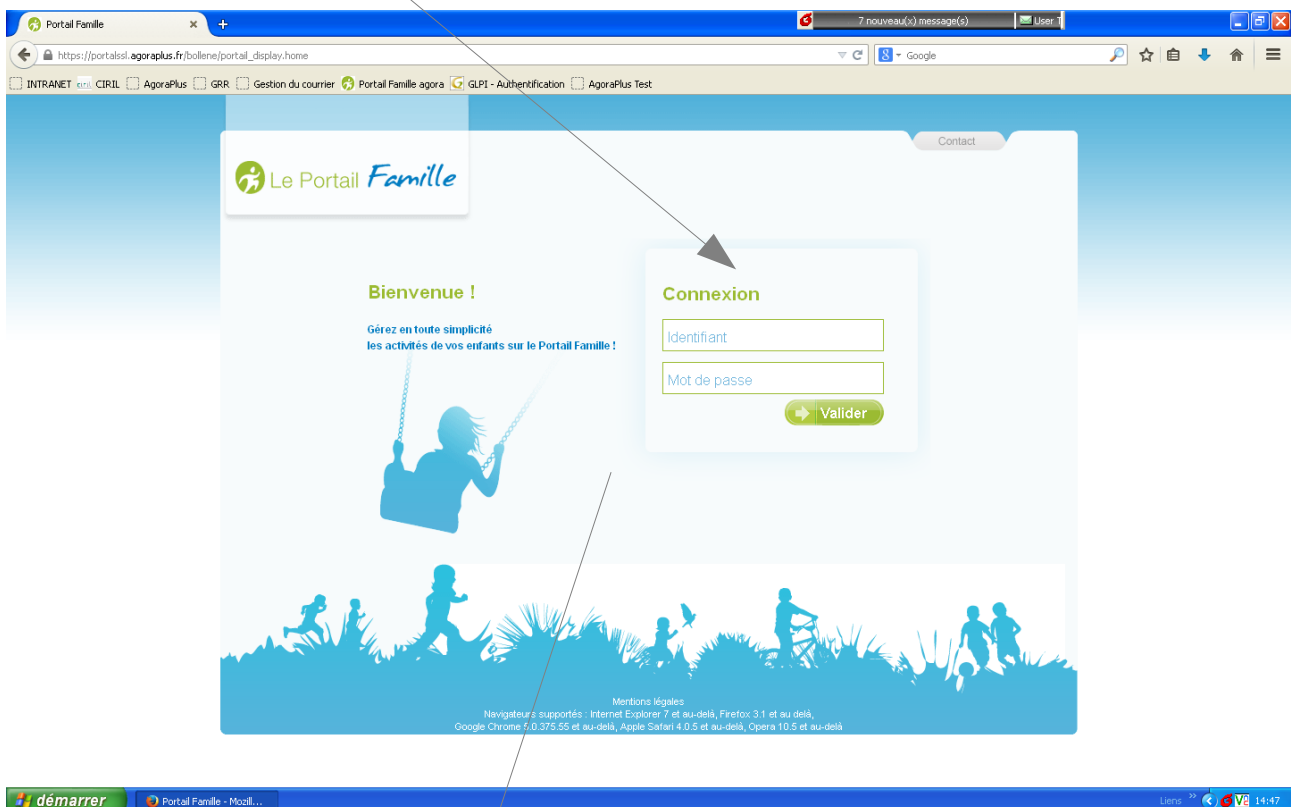 Portail Famille
7 nouveau(x) message(s)
User T
https://portalssl.agoraplus.fr/bollene/portail_display.home
Google
INTRANET CIRIL AgoraPlus GRR Gestion du courrier Portail Famille agora GLPI - Authentification AgoraPlus Test
Contact
Le Portail Famille
Bienvenue !
Gérez en toute simplicité
les activités de vos enfants sur le Portail Famille !
Connexion
Identifiant
Mot de passe
Valider
Mentions légales
Navigateurs supportés : Internet Explorer 7 et au-delà, Firefox 3.1 et au delà,
Google Chrome 5.0.375.55 et au-delà, Apple Safari 4.0.5 et au-delà, Opera 10.5 et au-delà
démarrer
Portail Famille - Mozill...
Liens
14:47